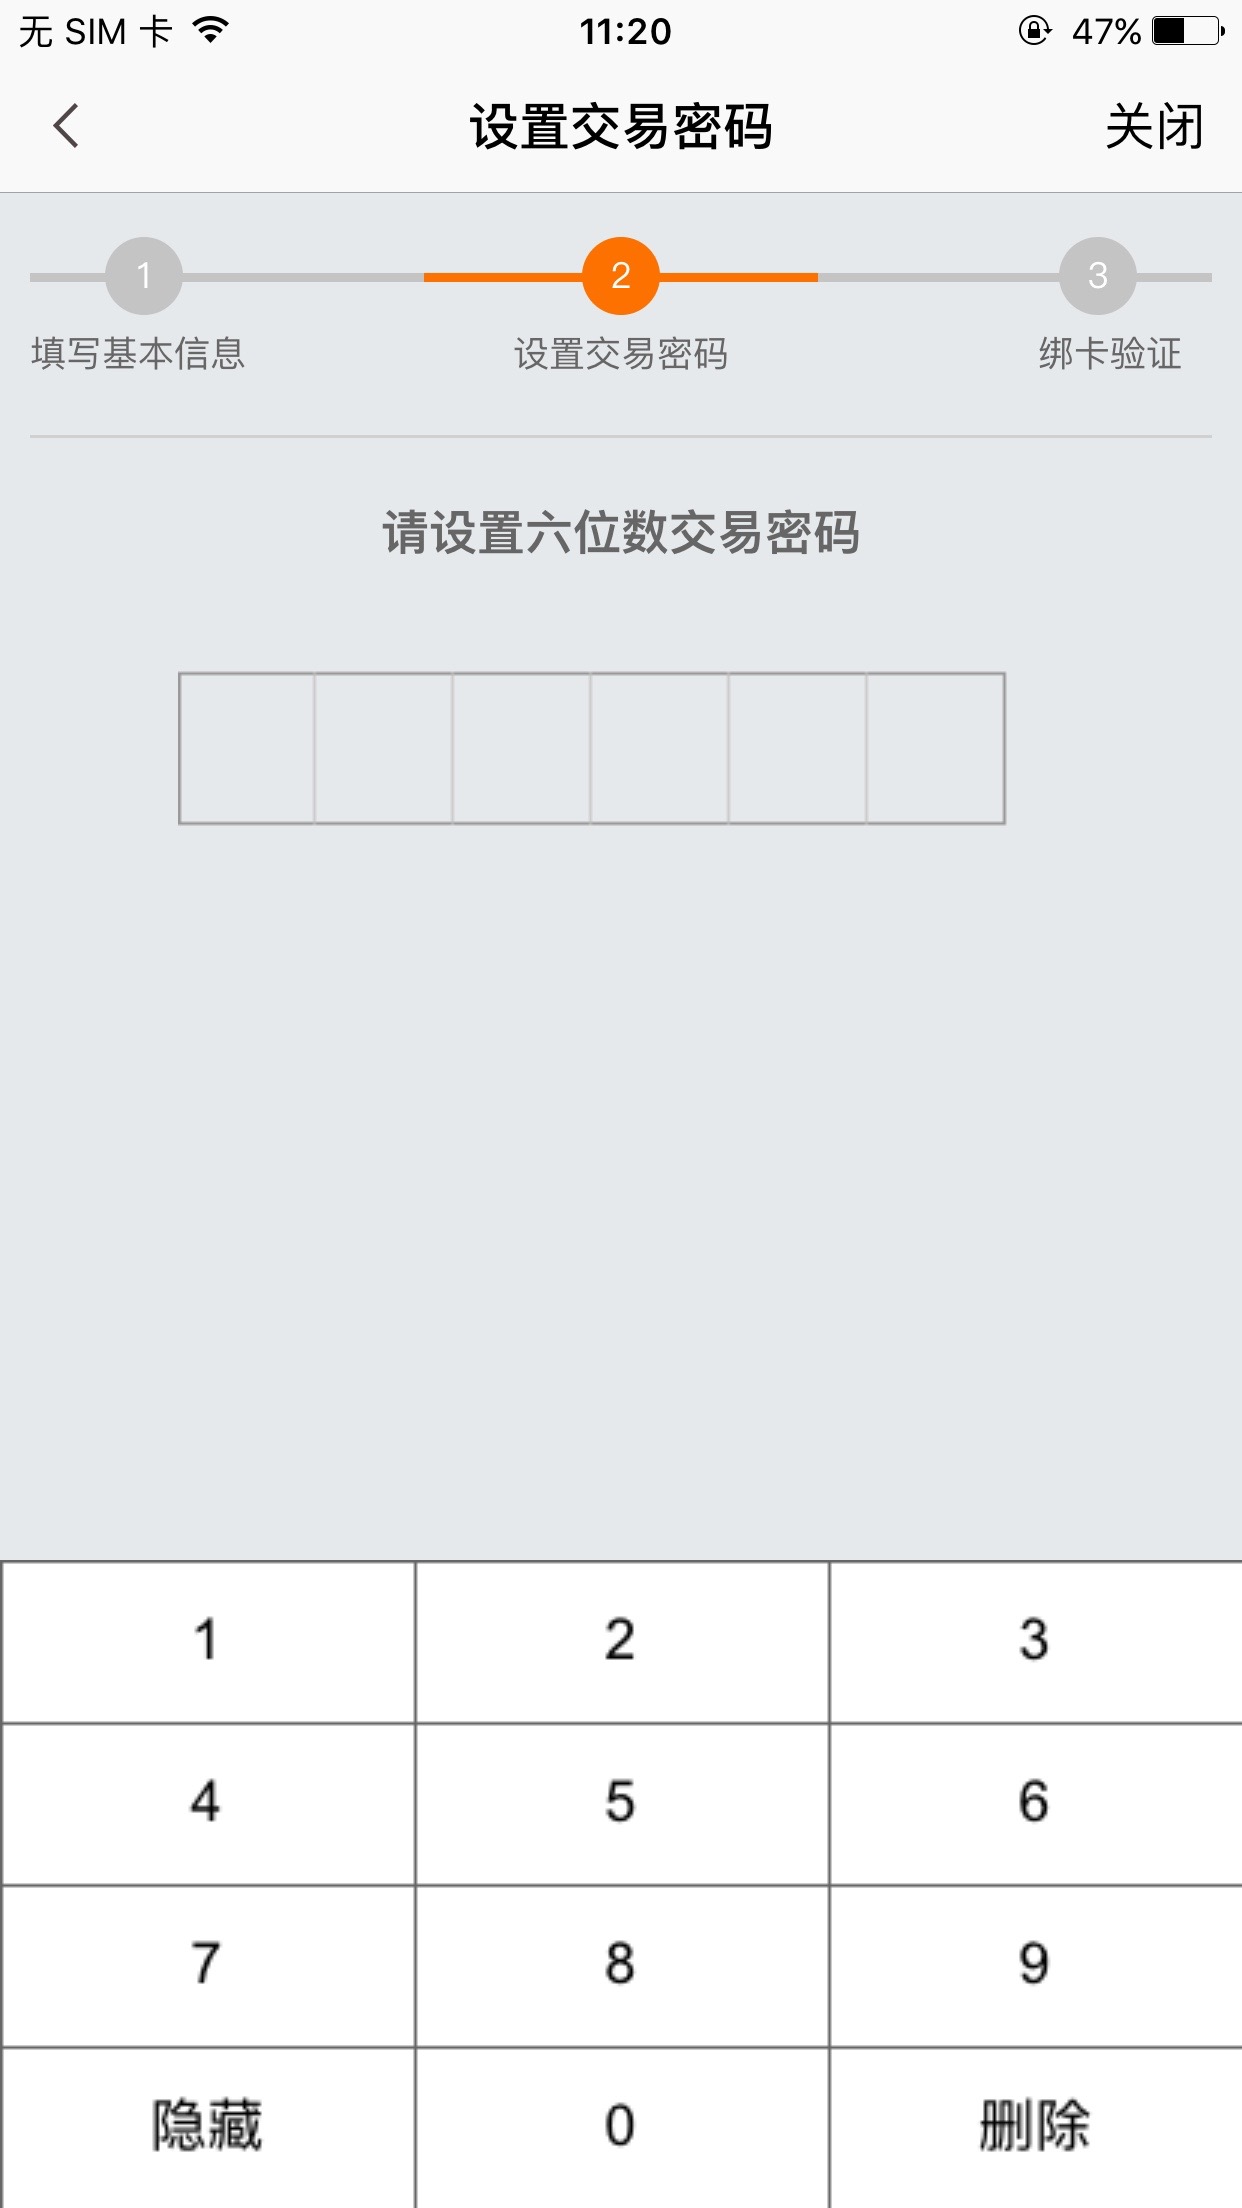 无 SIM 卡 11:20 47%
设置交易密码 关闭
1 2 3
填写基本信息 设置交易密码 绑卡验证
请设置六位数交易密码
1 2 3
4 5 6
7 8 9
隐藏 0 删除